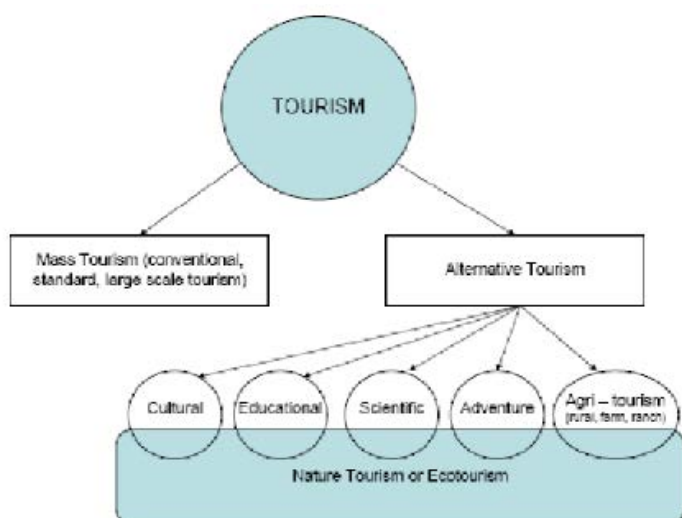 TOURISM
Mass Tourism (conventional,
standard, large scale tourism)
Alternative Tourism
Cultural
Educational
Scientific
Adventure
Agri – tourism
(rural, farm, ranch)
Nature Tourism or Ecotourism